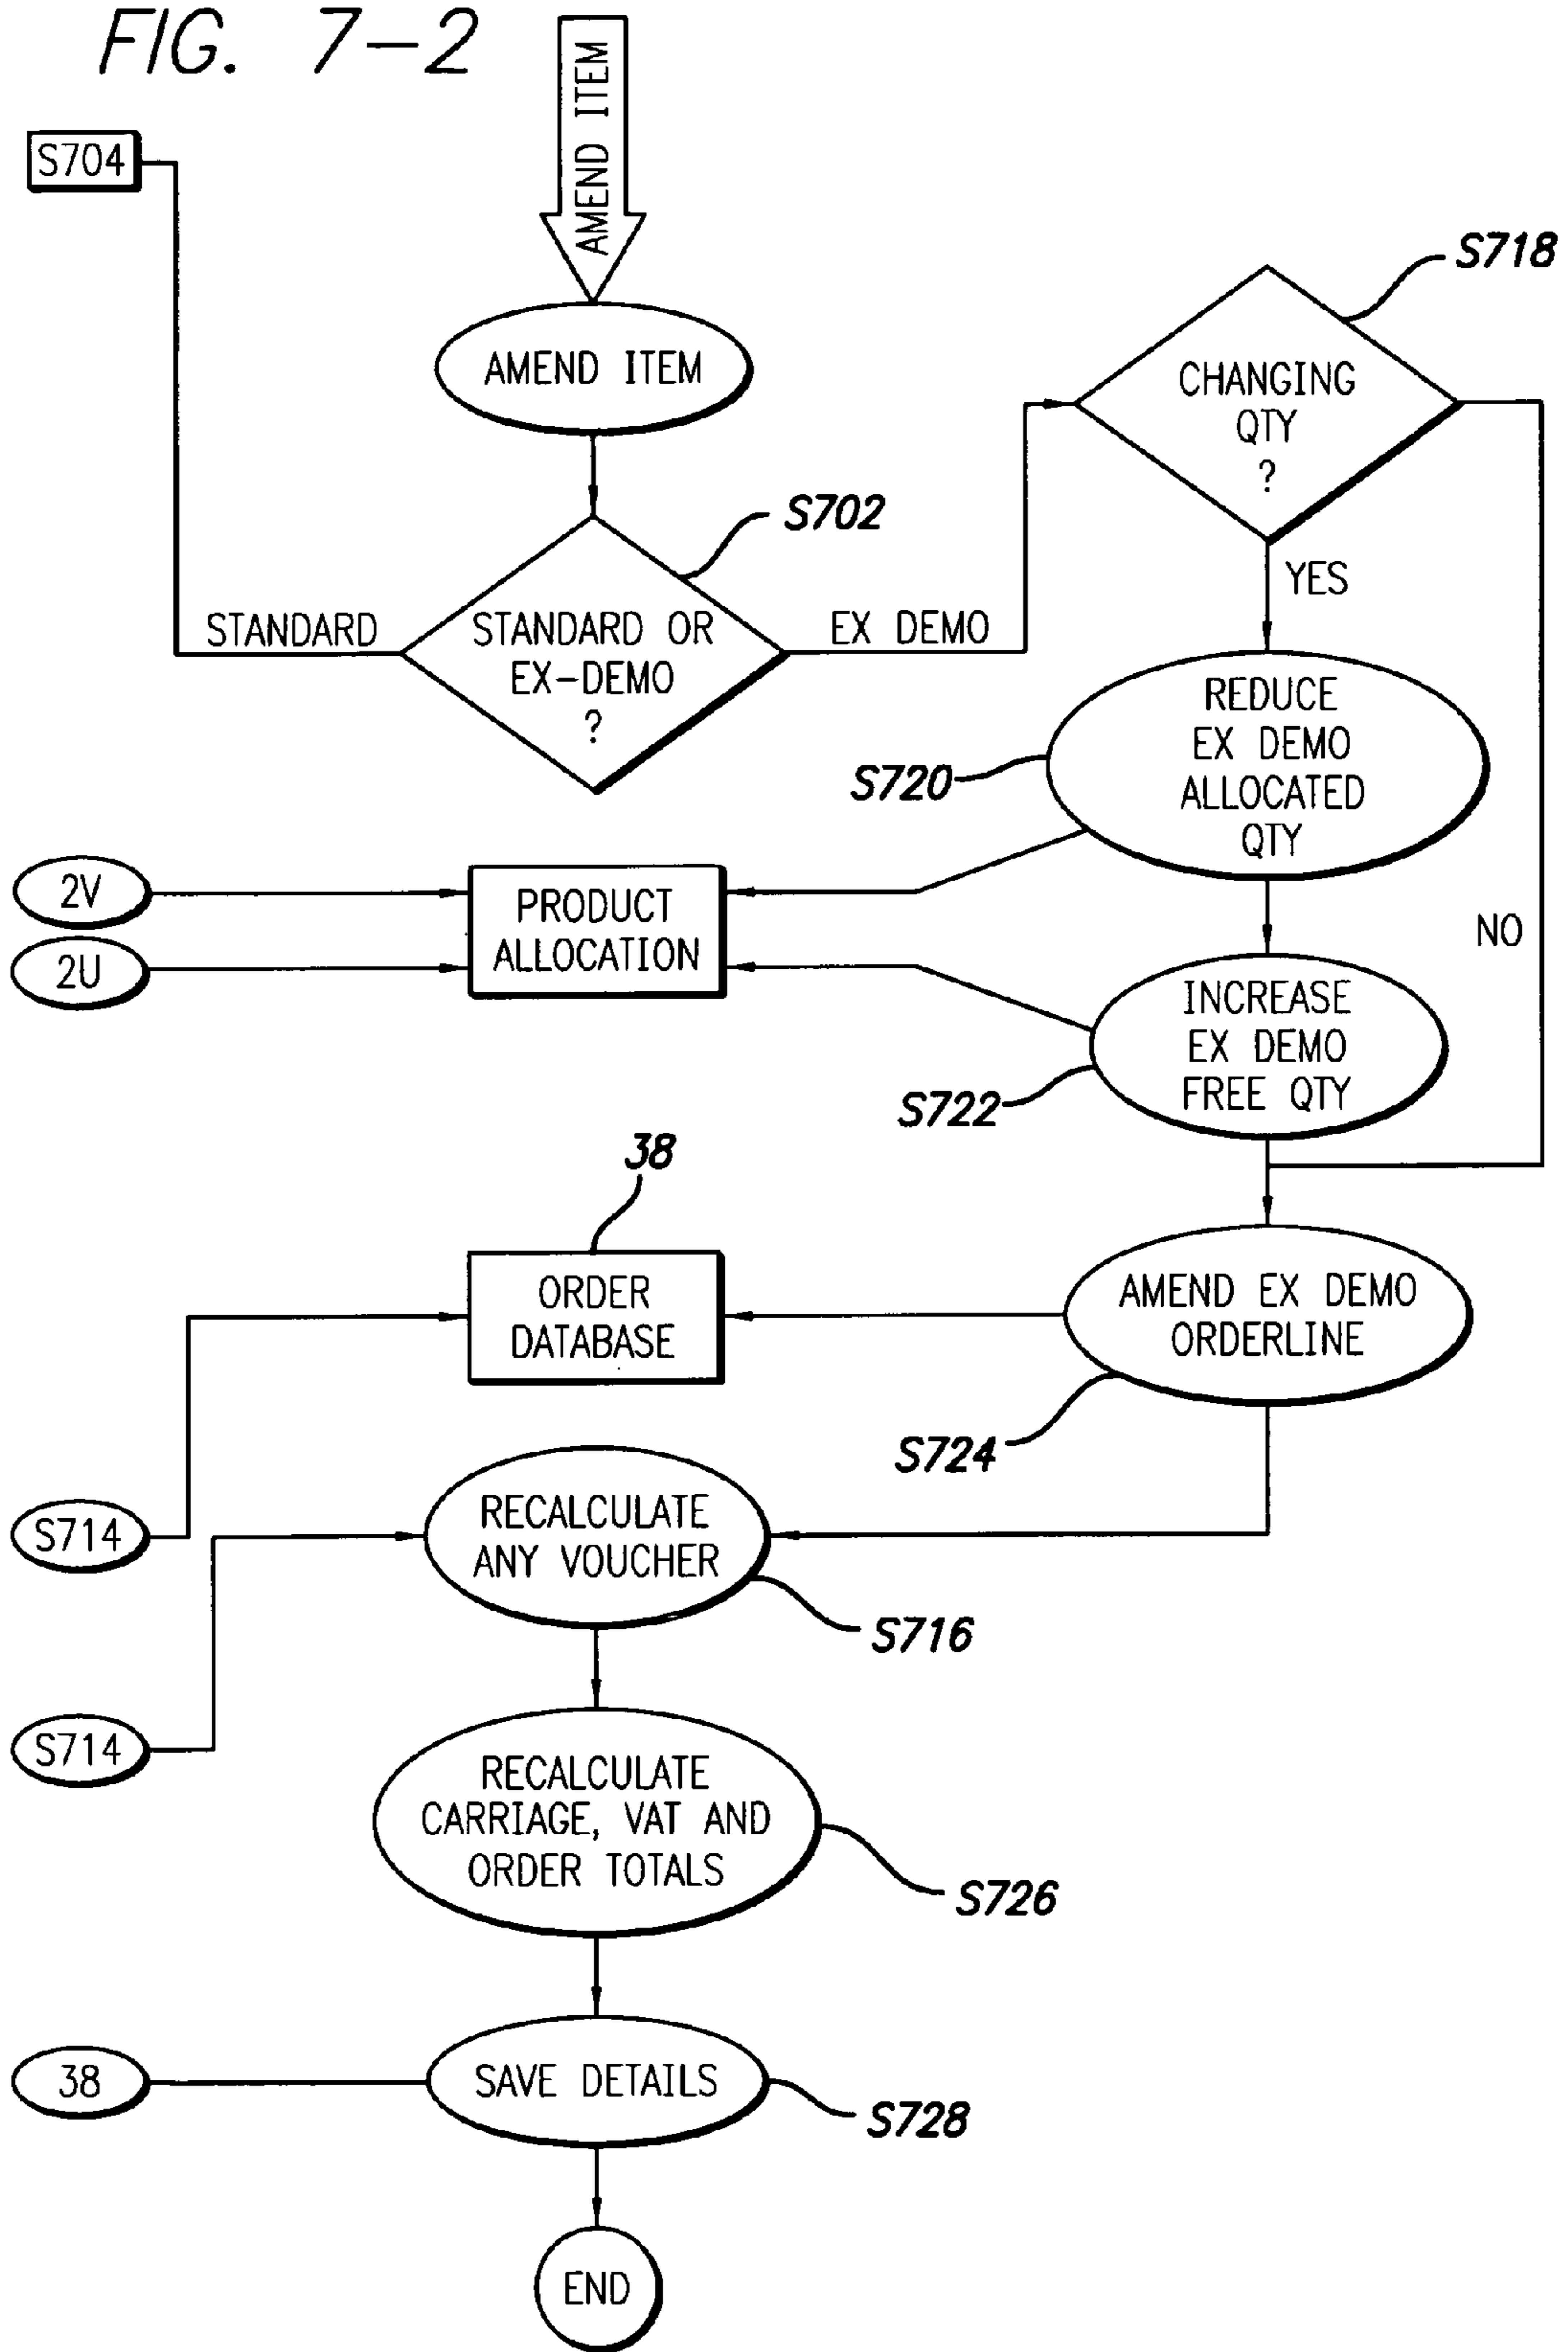 FIG. 7-2
AMEND ITEM
S704
AMEND ITEM
S718
CHANGING
QTY
?
S702
YES
STANDARD
STANDARD OR
EX-DEMO
?
EX DEMO
REDUCE
EX DEMO
ALLOCATED
QTY
S720
2V
PRODUCT
ALLOCATION
NO
2U
INCREASE
EX DEMO
FREE QTY
S722
38
ORDER
DATABASE
AMEND EX DEMO
ORDERLINE
S724
S714
RECALCULATE
ANY VOUCHER
S716
S714
RECALCULATE
CARRIAGE, VAT AND
ORDER TOTALS
S726
38
SAVE DETAILS
S728
END